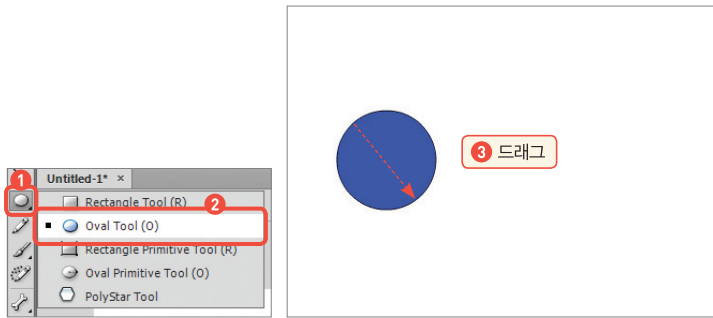 1
Untitled-1* ×
Rectangle Tool (R)
2
Oval Tool (O)
Rectangle Primitive Tool (R)
Oval Primitive Tool (O)
PolyStar Tool
3 드래그